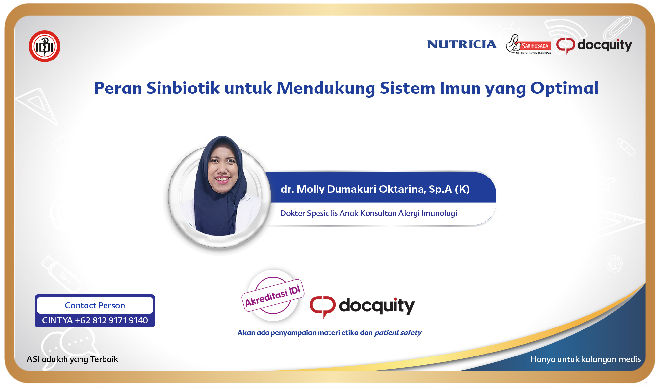 NUTRICIA
SARIHUSADA
docquity
Peran Sinbiotik untuk Mendukung Sistem Imun yang Optimal
dr. Molly Dumakuri Oktarina, Sp.A (K)
Dokter Spesialis Anak Konsultan Alergi Imunologi
Akreditasi IDI
docquity
Contact Person
CINTYA +62 812 9171 9140
Akan ada penyampaian materi etika dan patient safety
ASI adalah yang Terbaik
Hanya untuk kalangan medis